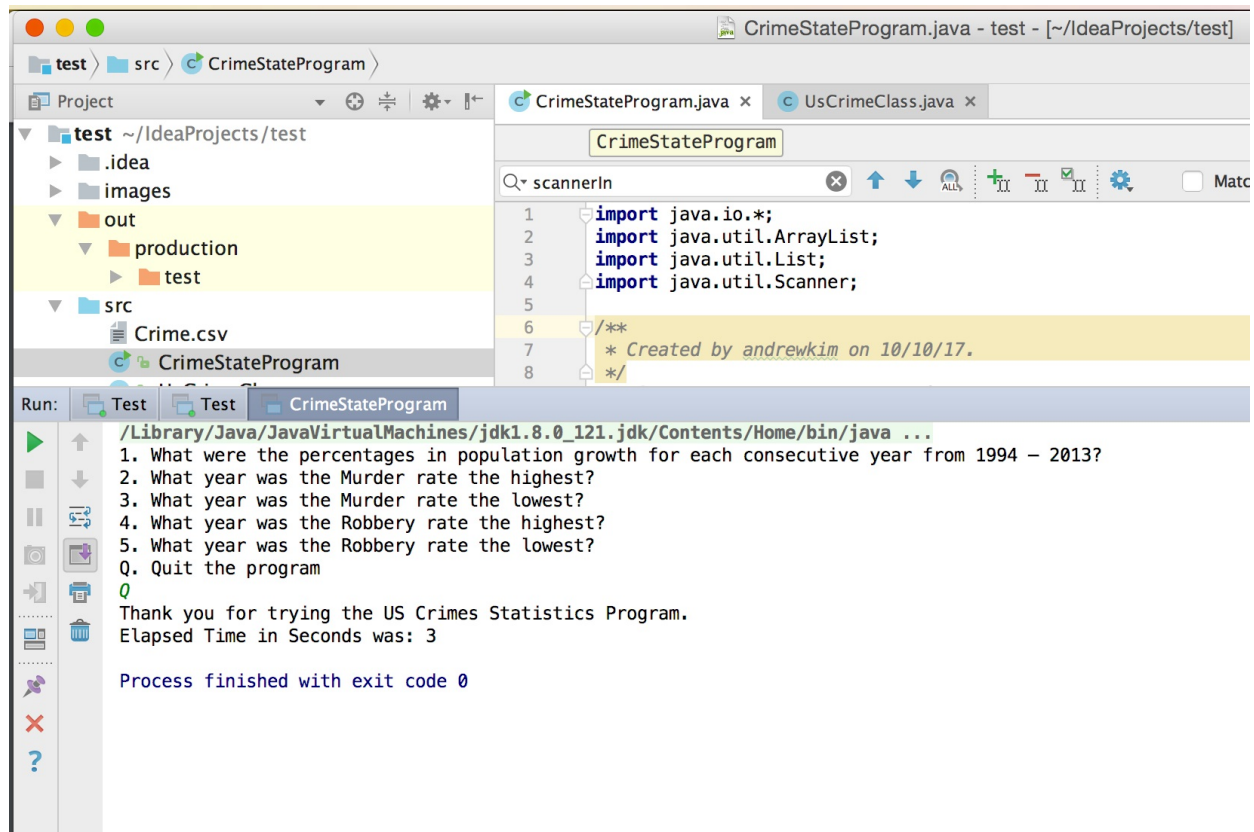 CrimeStateProgram.java - test - [~/IdeaProjects/test]
test src CrimeStateProgram
Project
CrimeStateProgram.java UsCrimeClass.java
test ~/IdeaProjects/test
.idea
images
out
production
test
src
Crime.csv
CrimeStateProgram
CrimeStateProgram
scannerIn
ALL
Matc
1 import java.io.*;
2 import java.util.ArrayList;
3 import java.util.List;
4 import java.util.Scanner;
5
6 /**
7 * Created by andrewkim on 10/10/17.
8 */
Run: Test Test CrimeStateProgram
/Library/Java/JavaVirtualMachines/jdk1.8.0_121.jdk/Contents/Home/bin/java ...
1. What were the percentages in population growth for each consecutive year from 1994 – 2013?
2. What year was the Murder rate the highest?
3. What year was the Murder rate the lowest?
4. What year was the Robbery rate the highest?
5. What year was the Robbery rate the lowest?
Q. Quit the program
Q
Thank you for trying the US Crimes Statistics Program.
Elapsed Time in Seconds was: 3
Process finished with exit code 0